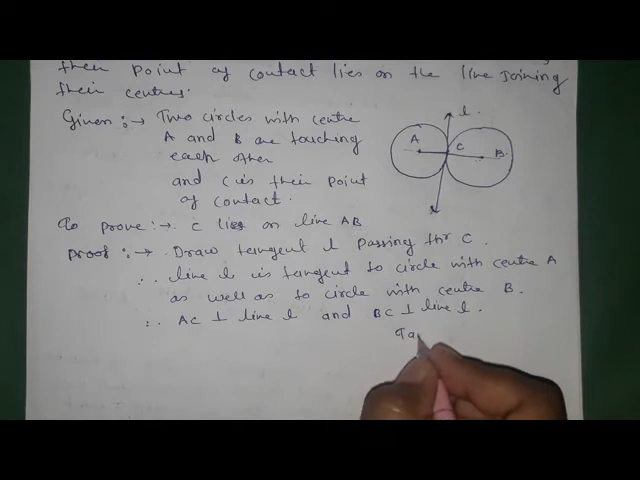 their point of contact lies on the line joining
their centres.
Given :→ Two circles with centre
A and B are touching
each other
and C is their point
of contact.
l.
A
C
B.
To prove :→ C lies on line AB
Proof :→ Draw tangent l passing thr C.
∴ line l is tangent to circle with centre A
as well as to circle with centre B.
∴ AC ⊥ line l and BC ⊥ line l.
Ta